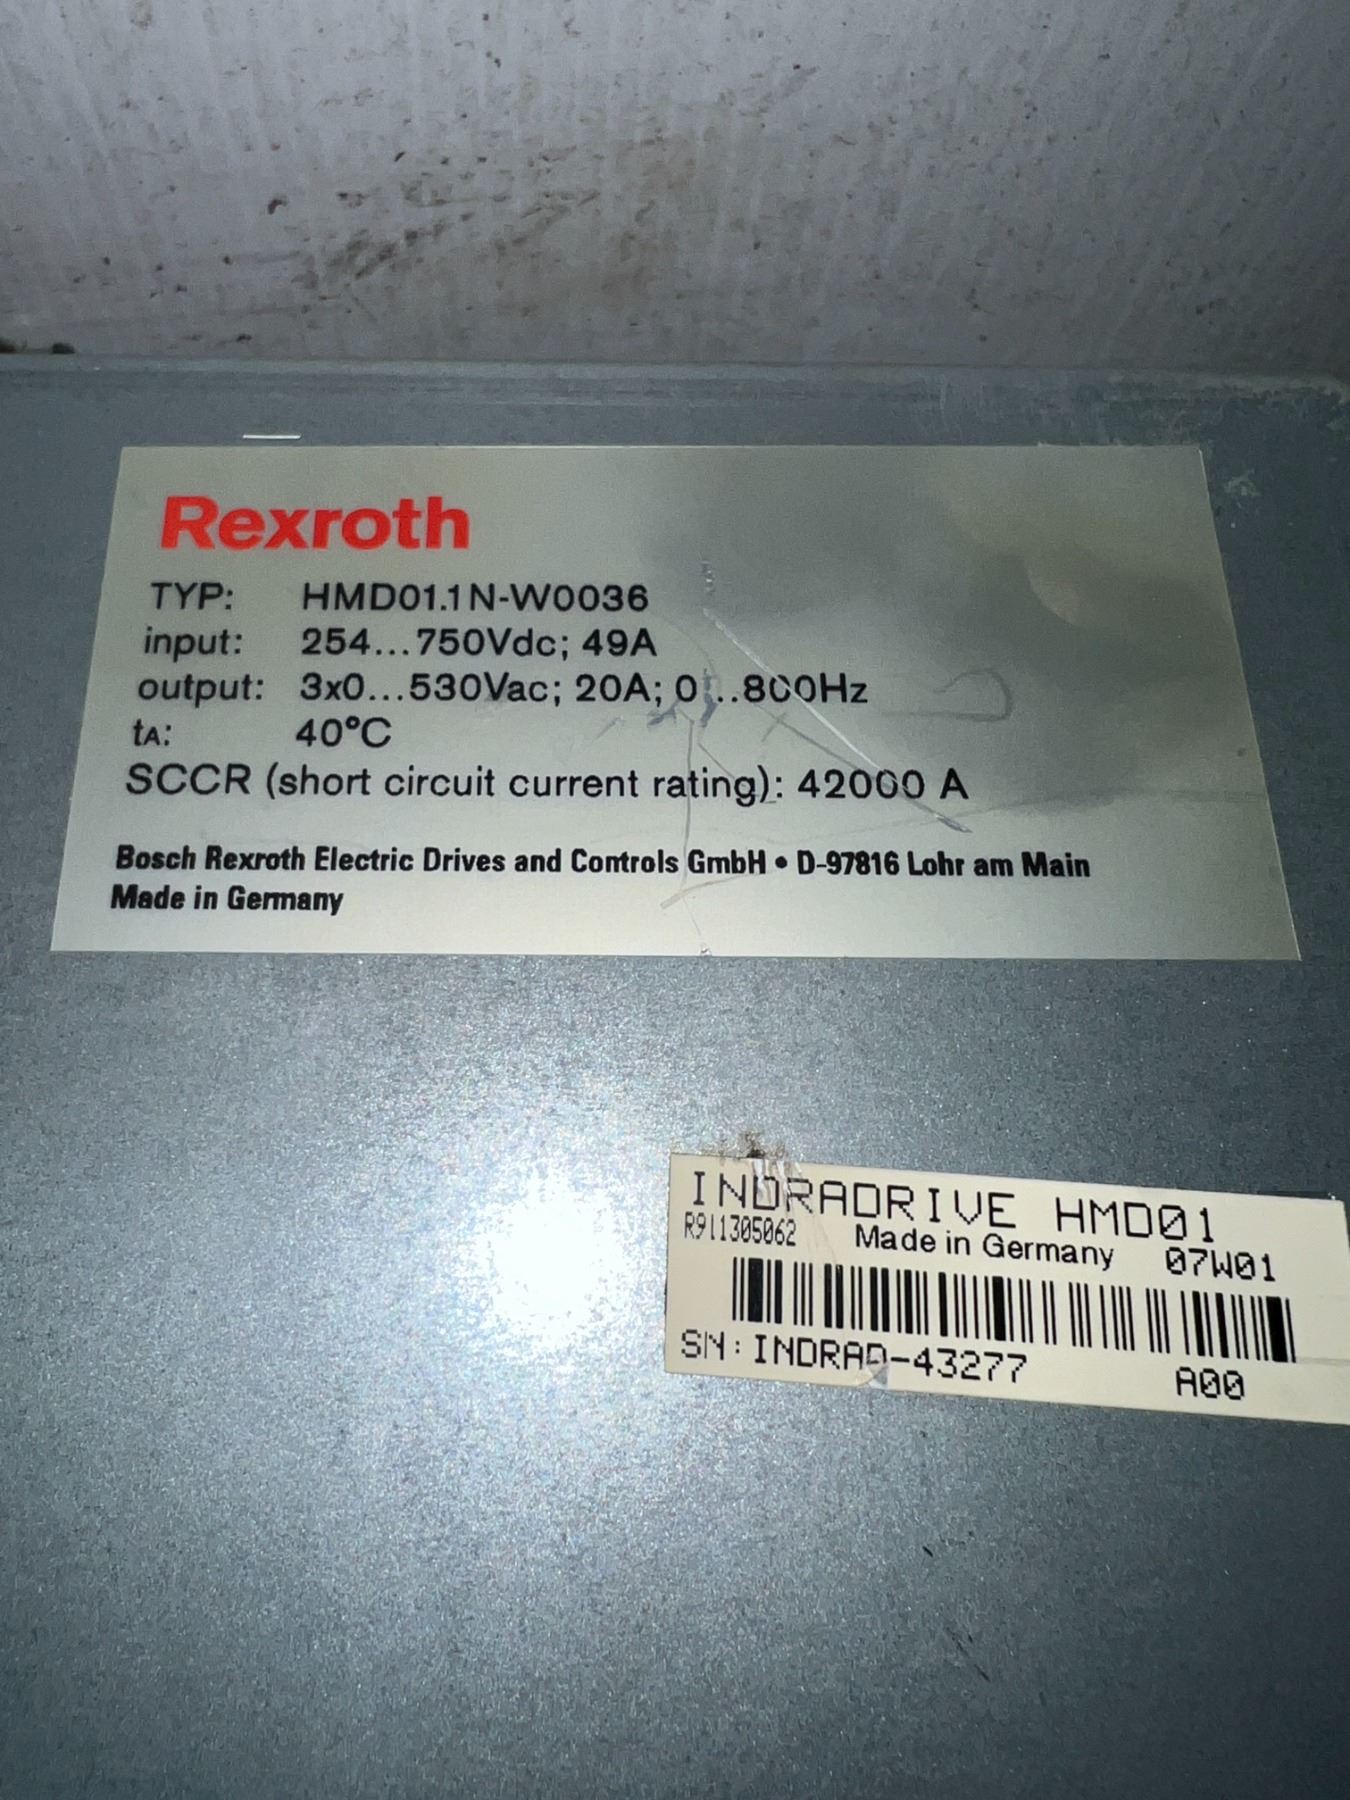 Rexroth
TYP: HMD01.1N-W0036
input: 254...750Vdc; 49A
output: 3x0...530Vac; 20A; 0...800Hz
tA: 40°C
SCCR (short circuit current rating): 42000 A
Bosch Rexroth Electric Drives and Controls GmbH • D-97816 Lohr am Main
Made in Germany
INDRADRIVE HMD01
R911305062 Made in Germany 07W01
SN: INDRAD-43277 A00